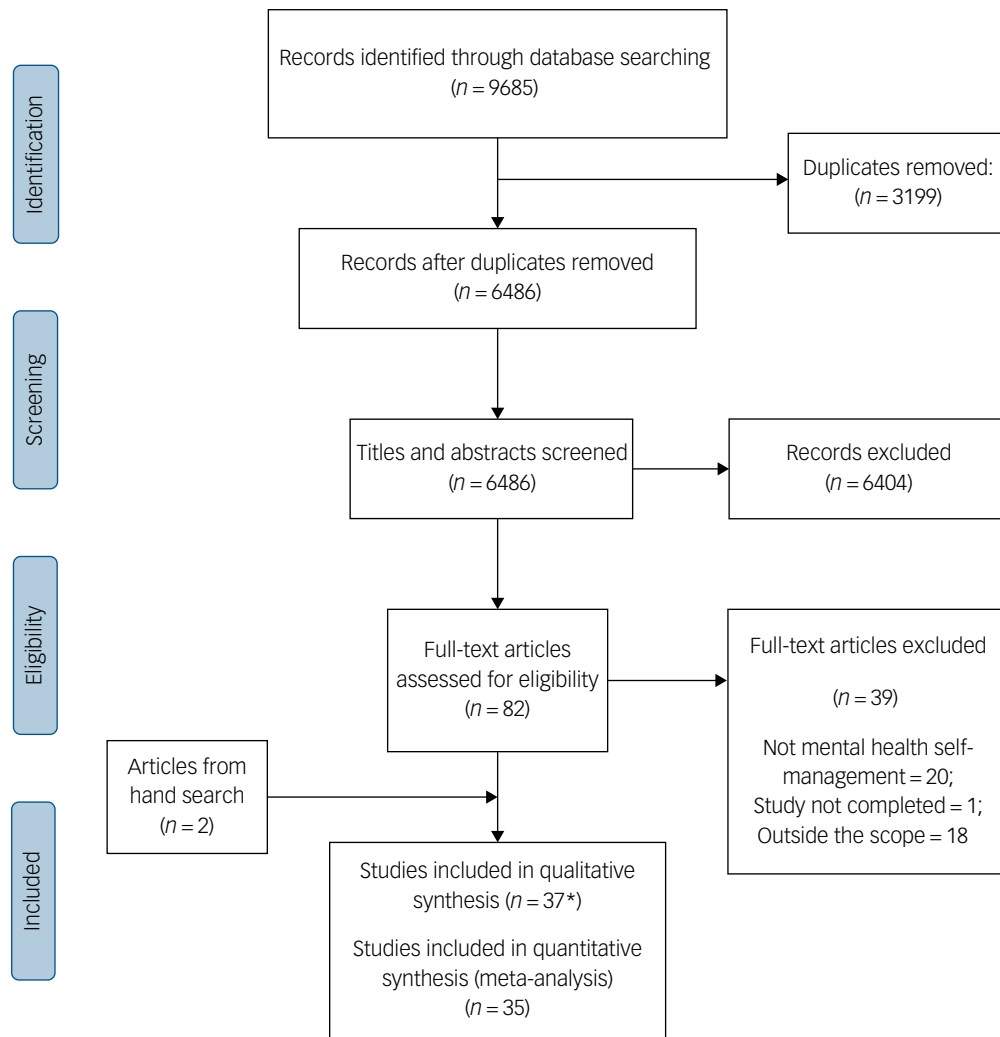 Identification
Records identified through database searching
(n = 9685)
Duplicates removed:
(n = 3199)
Records after duplicates removed
(n = 6486)
Screening
Titles and abstracts screened
(n = 6486)
Records excluded
(n = 6404)
Eligibility
Full-text articles
assessed for eligibility
(n = 82)
Full-text articles excluded
(n = 39)
Not mental health self-
management = 20;
Study not completed = 1;
Outside the scope = 18
Articles from
hand search
(n = 2)
Included
Studies included in qualitative
synthesis (n = 37*)
Studies included in quantitative
synthesis (meta-analysis)
(n = 35)